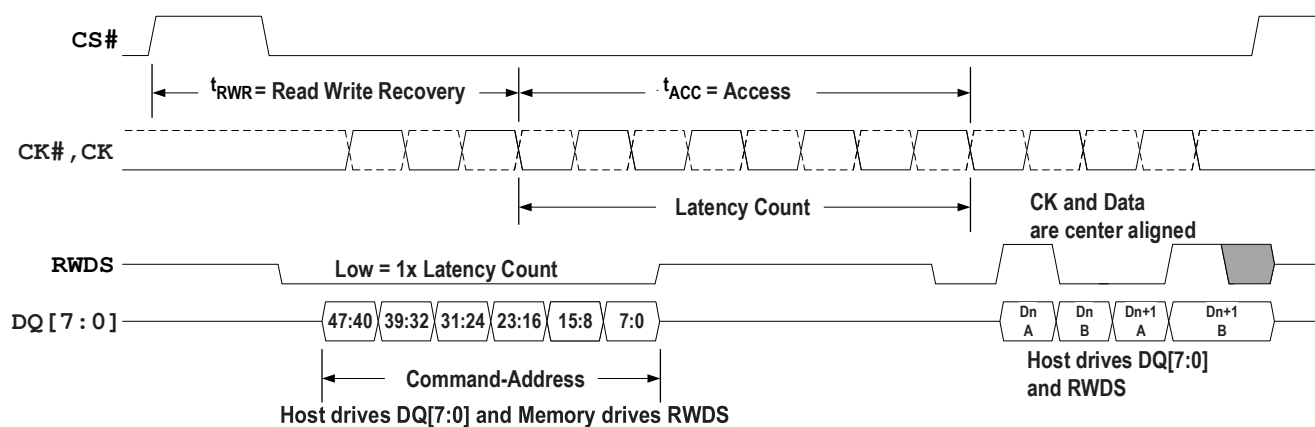 CS#
tRWR = Read Write Recovery
tACC = Access
CK#,CK
Latency Count
CK and Data
are center aligned
RWDS
Low = 1x Latency Count
DQ[7:0]
47:40 39:32 31:24 23:16 15:8 7:0
Dn Dn Dn+1 Dn+1
A B A B
Command-Address
Host drives DQ[7:0]
and RWDS
Host drives DQ[7:0] and Memory drives RWDS